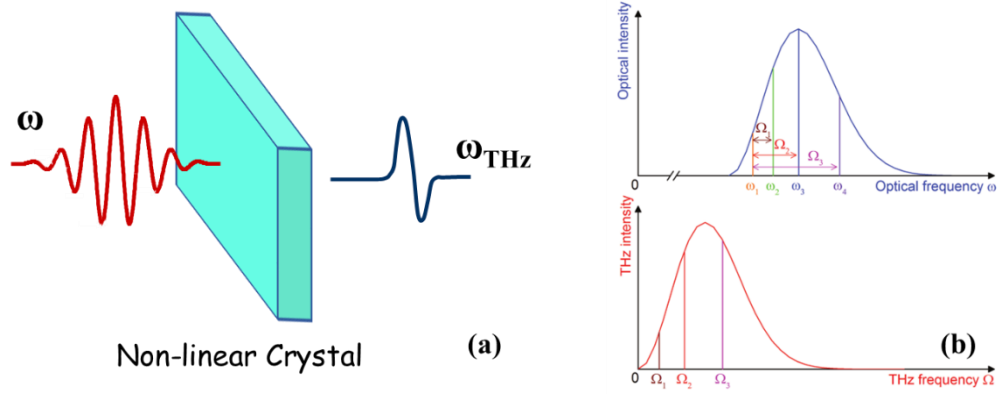 ω
ω_THz
Non-linear Crystal
(a)
Optical intensity
Ω₁
Ω₂
Ω₃
0
ω₁ ω₂ ω₃ ω₄
Optical frequency ω
THz intensity
(b)
0
Ω₁ Ω₂ Ω₃
THz frequency Ω